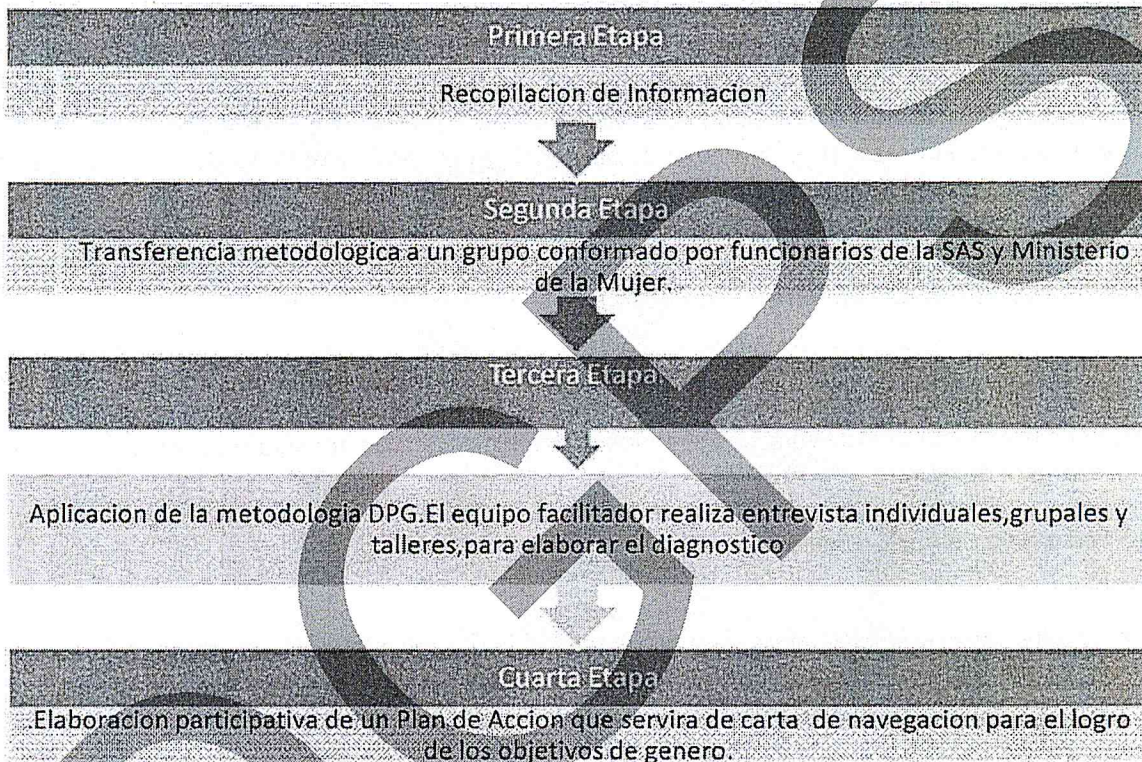 Primera Etapa
Recopilacion de Informacion
Segunda Etapa
Transferencia metodologica a un grupo conformado por funcionarios de la SAS y Ministerio
de la Mujer.
Tercera Etapa
Aplicacion de la metodologia DPG.El equipo facilitador realiza entrevista individuales,grupales y
talleres,para elaborar el diagnostico
Cuarta Etapa
Elaboracion participativa de un Plan de Accion que servira de carta de navegacion para el logro
de los objetivos de genero.